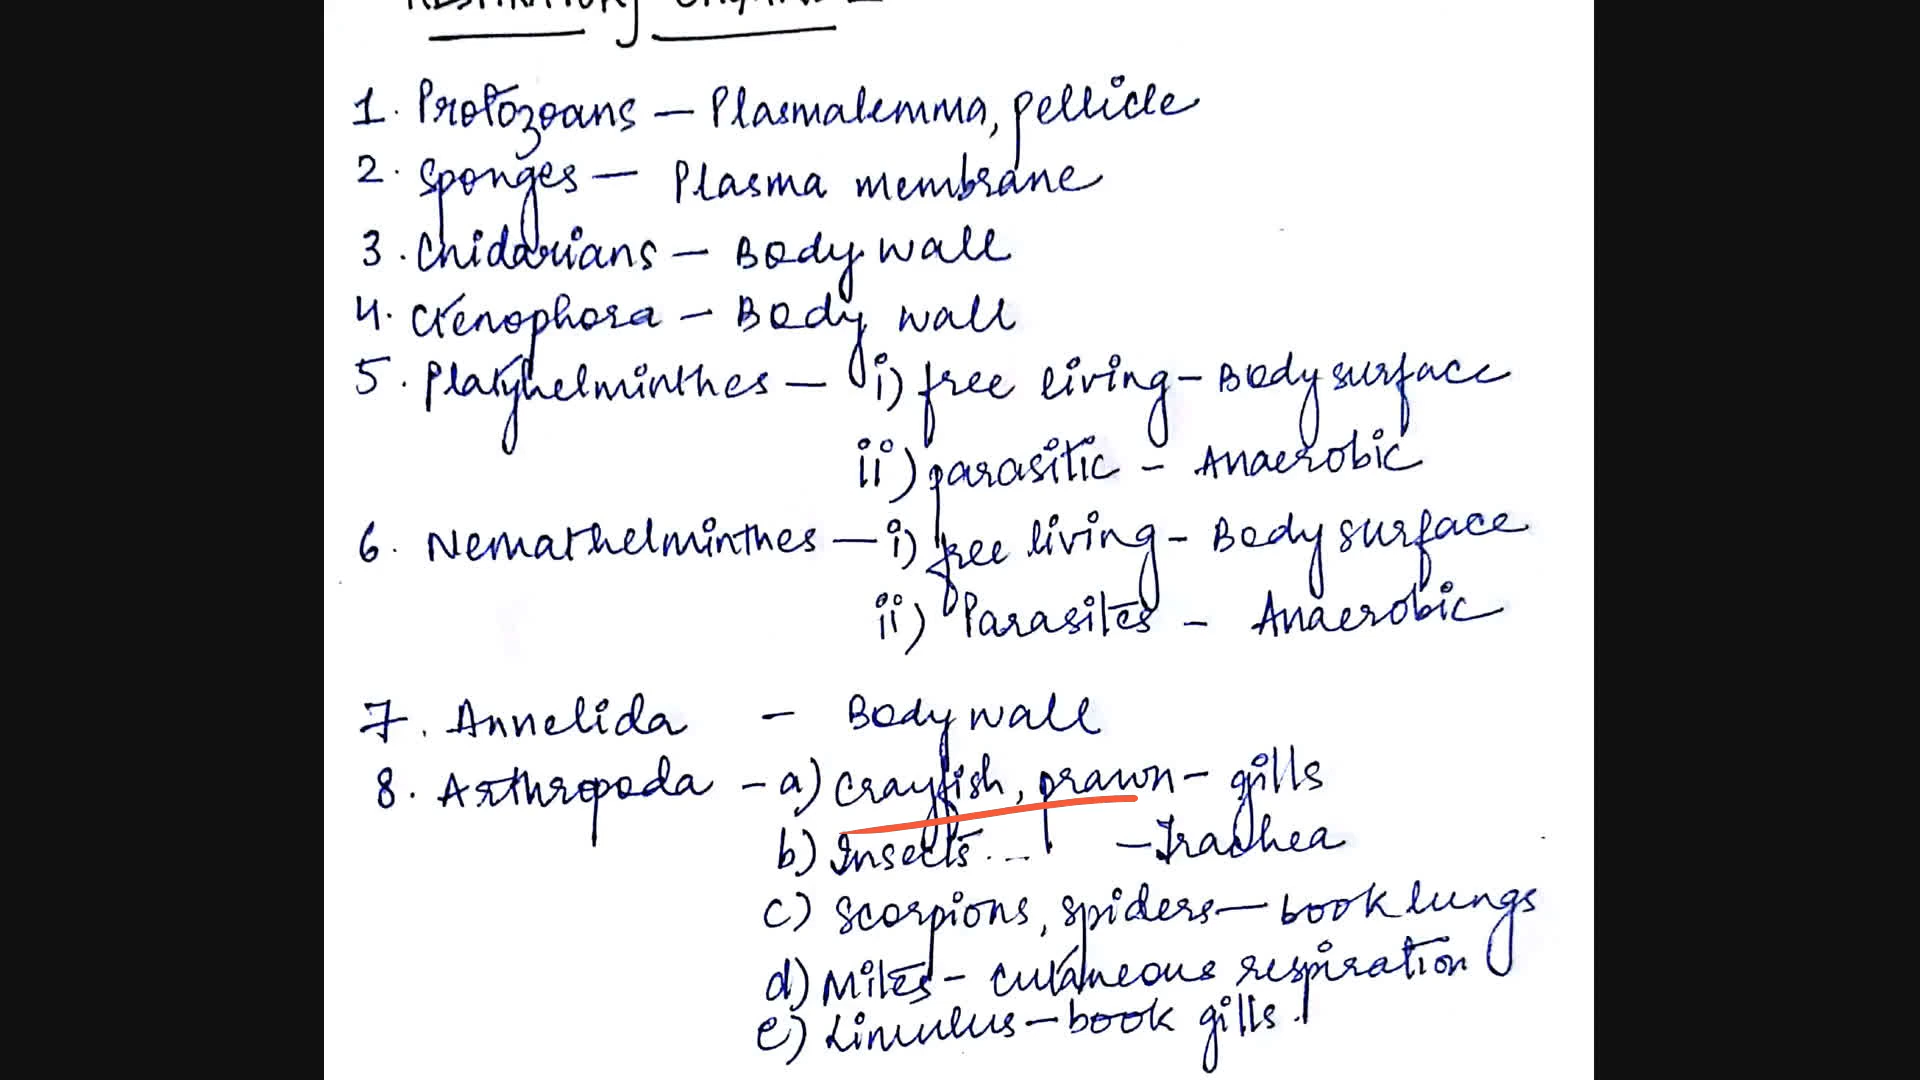 RESPIRATORY ORGANS
1. Protozoans — Plasmalemma, pellicle
2. Sponges — Plasma membrane
3. Cnidarians — Body wall
4. Ctenophora — Body wall
5. Platyhelminthes — i) free living - Body surface
ii) parasitic - Anaerobic
6. Nemathelminthes — i) free living - Body surface
ii) Parasites - Anaerobic
7. Annelida - Body wall
8. Arthropoda - a) Crayfish, prawn - gills
b) Insects... - Trachea
c) Scorpions, spiders — book lungs
d) Mites - cutaneous respiration
e) Limulus — book gills.